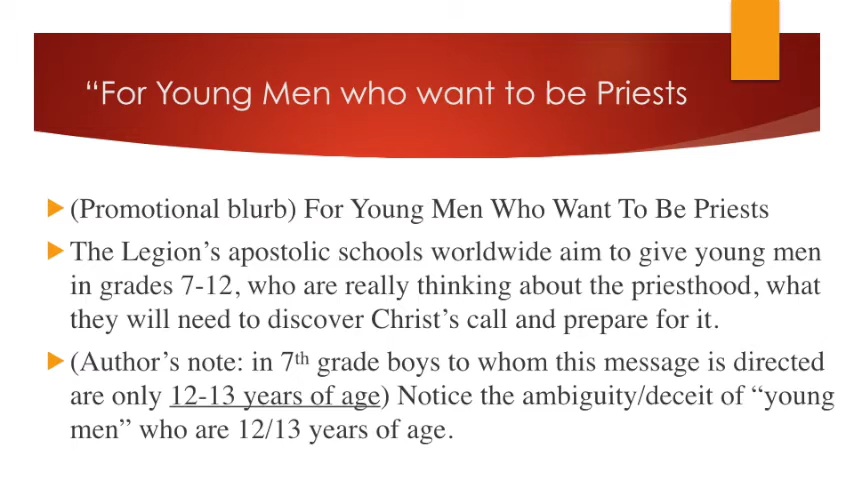 “For Young Men who want to be Priests
(Promotional blurb) For Young Men Who Want To Be Priests
The Legion’s apostolic schools worldwide aim to give young men
in grades 7-12, who are really thinking about the priesthood, what
they will need to discover Christ’s call and prepare for it.
(Author’s note: in 7th grade boys to whom this message is directed
are only 12-13 years of age) Notice the ambiguity/deceit of “young
men” who are 12/13 years of age.